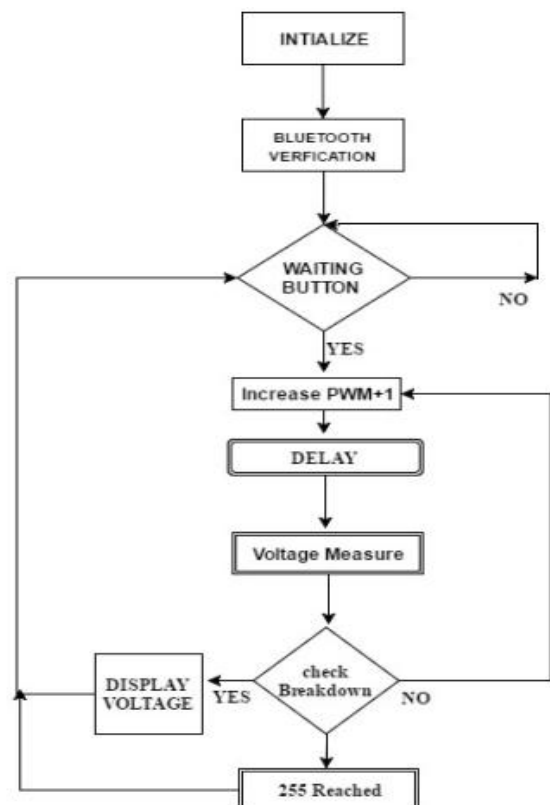 INTIALIZE
BLUETOOTH
VERFICATION
WAITING
BUTTON
NO
YES
Increase PWM+1
DELAY
Voltage Measure
check
Breakdown
DISPLAY
VOLTAGE
YES
NO
255 Reached